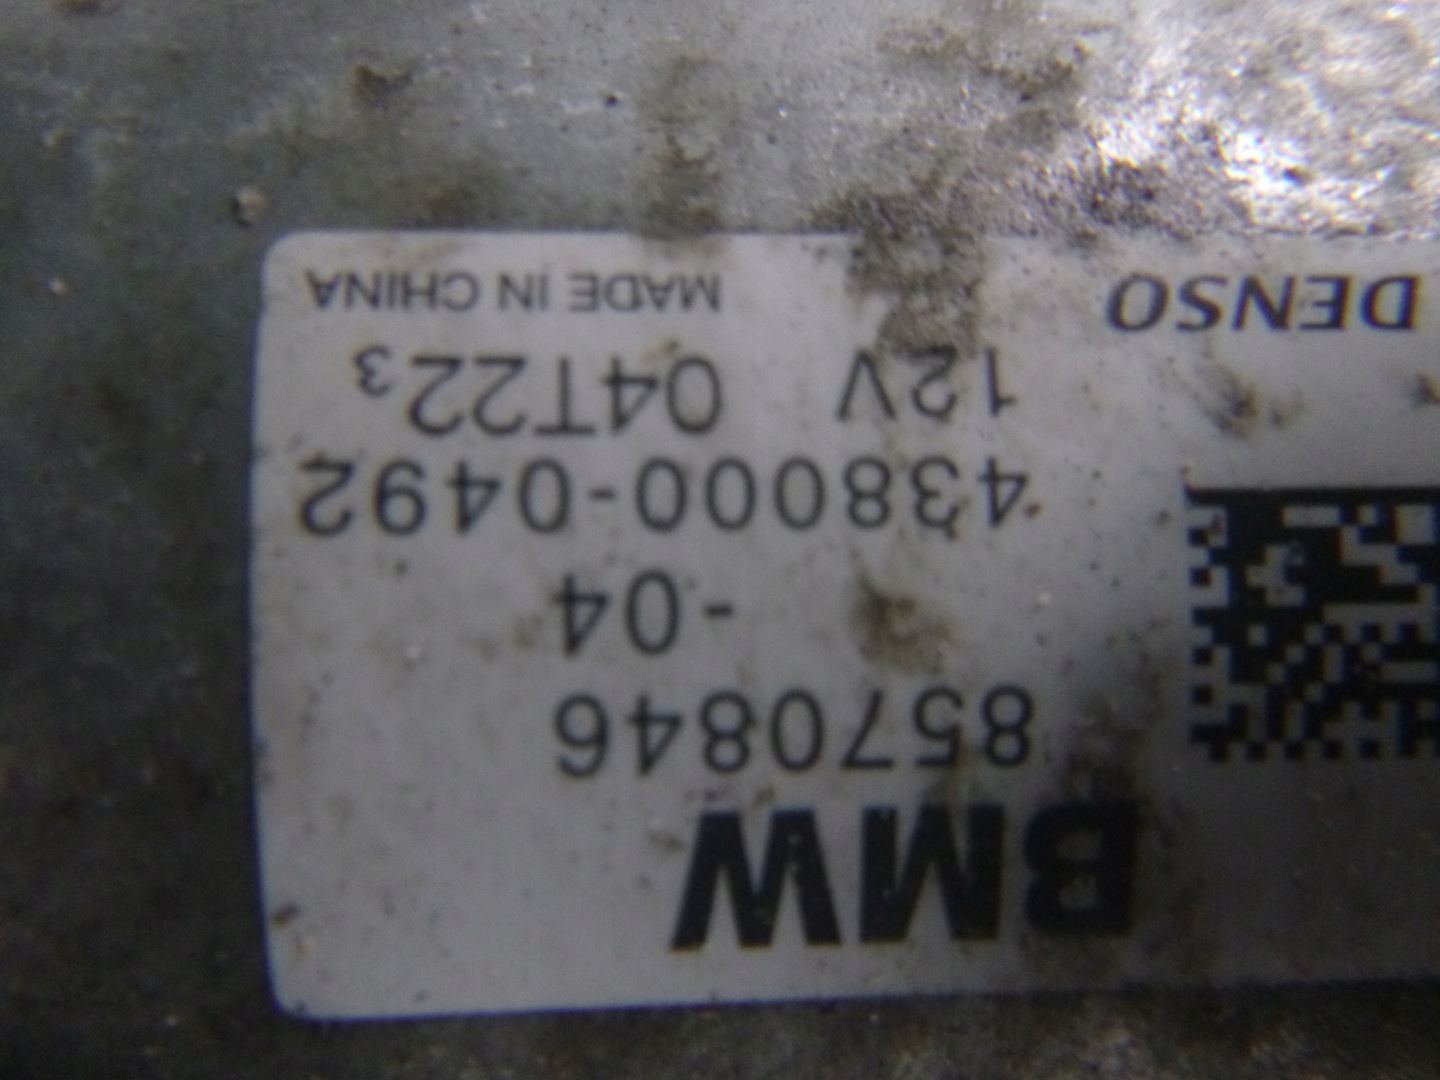 BMW
8570846
-04
438000-0492
12V 04T22₃
DENSO MADE IN CHINA